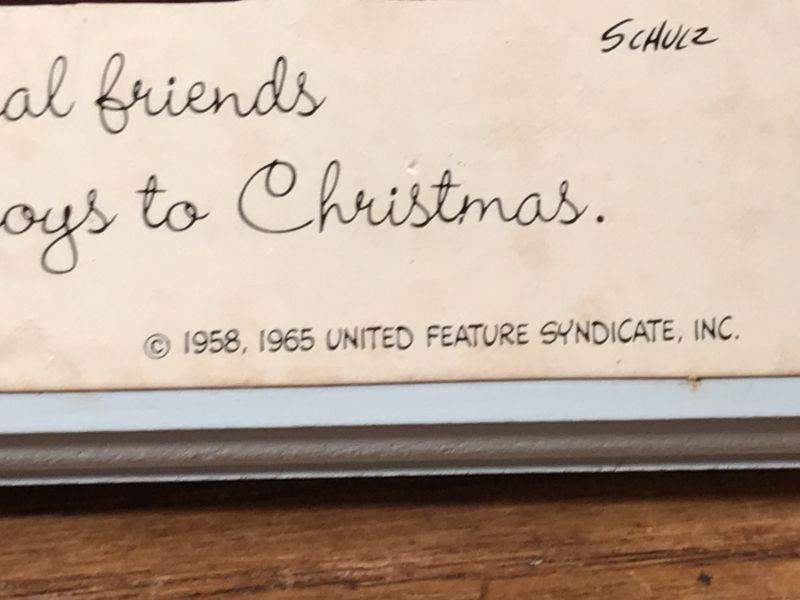 SCHULZ
al friends
oys to Christmas.
© 1958, 1965 UNITED FEATURE SYNDICATE, INC.